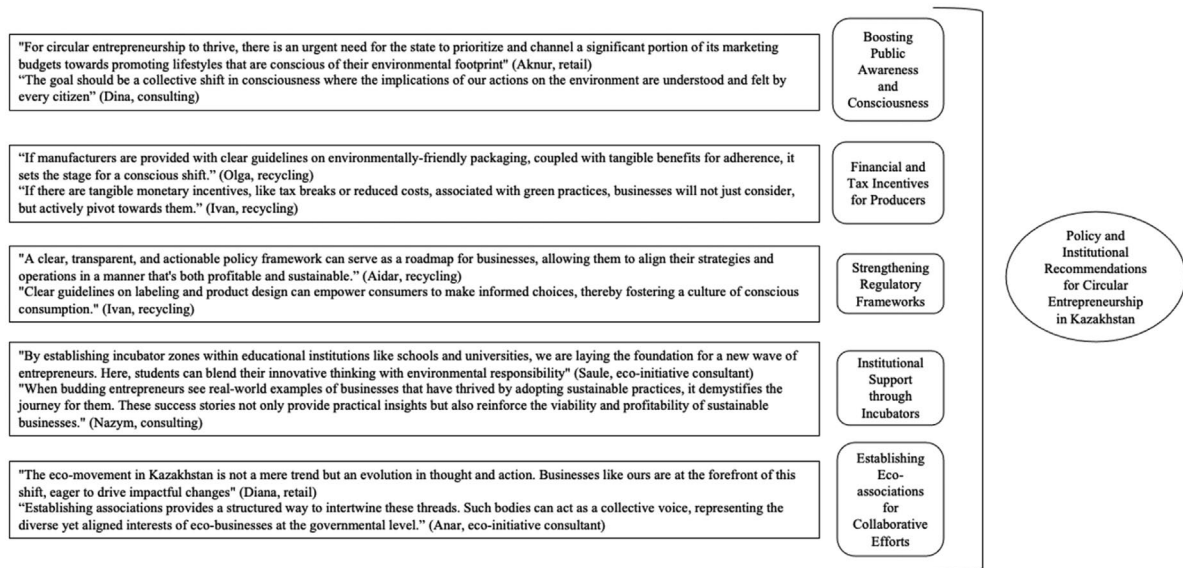 "For circular entrepreneurship to thrive, there is an urgent need for the state to prioritize and channel a significant portion of its marketing
budgets towards promoting lifestyles that are conscious of their environmental footprint" (Aknur, retail)
“The goal should be a collective shift in consciousness where the implications of our actions on the environment are understood and felt by
every citizen” (Dina, consulting)
Boosting
Public
Awareness
and
Consciousness
“If manufacturers are provided with clear guidelines on environmentally-friendly packaging, coupled with tangible benefits for adherence, it
sets the stage for a conscious shift.” (Olga, recycling)
“If there are tangible monetary incentives, like tax breaks or reduced costs, associated with green practices, businesses will not just consider,
but actively pivot towards them.” (Ivan, recycling)
Financial and
Tax Incentives
for Producers
"A clear, transparent, and actionable policy framework can serve as a roadmap for businesses, allowing them to align their strategies and
operations in a manner that's both profitable and sustainable.” (Aidar, recycling)
"Clear guidelines on labeling and product design can empower consumers to make informed choices, thereby fostering a culture of conscious
consumption." (Ivan, recycling)
Strengthening
Regulatory
Frameworks
"By establishing incubator zones within educational institutions like schools and universities, we are laying the foundation for a new wave of
entrepreneurs. Here, students can blend their innovative thinking with environmental responsibility" (Saule, eco-initiative consultant)
"When budding entrepreneurs see real-world examples of businesses that have thrived by adopting sustainable practices, it demystifies the
journey for them. These success stories not only provide practical insights but also reinforce the viability and profitability of sustainable
businesses." (Nazym, consulting)
Institutional
Support
through
Incubators
"The eco-movement in Kazakhstan is not a mere trend but an evolution in thought and action. Businesses like ours are at the forefront of this
shift, eager to drive impactful changes" (Diana, retail)
“Establishing associations provides a structured way to intertwine these threads. Such bodies can act as a collective voice, representing the
diverse yet aligned interests of eco-businesses at the governmental level.” (Anar, eco-initiative consultant)
Establishing
Eco-
associations
for
Collaborative
Efforts
Policy and
Institutional
Recommendations
for Circular
Entrepreneurship
in Kazakhstan